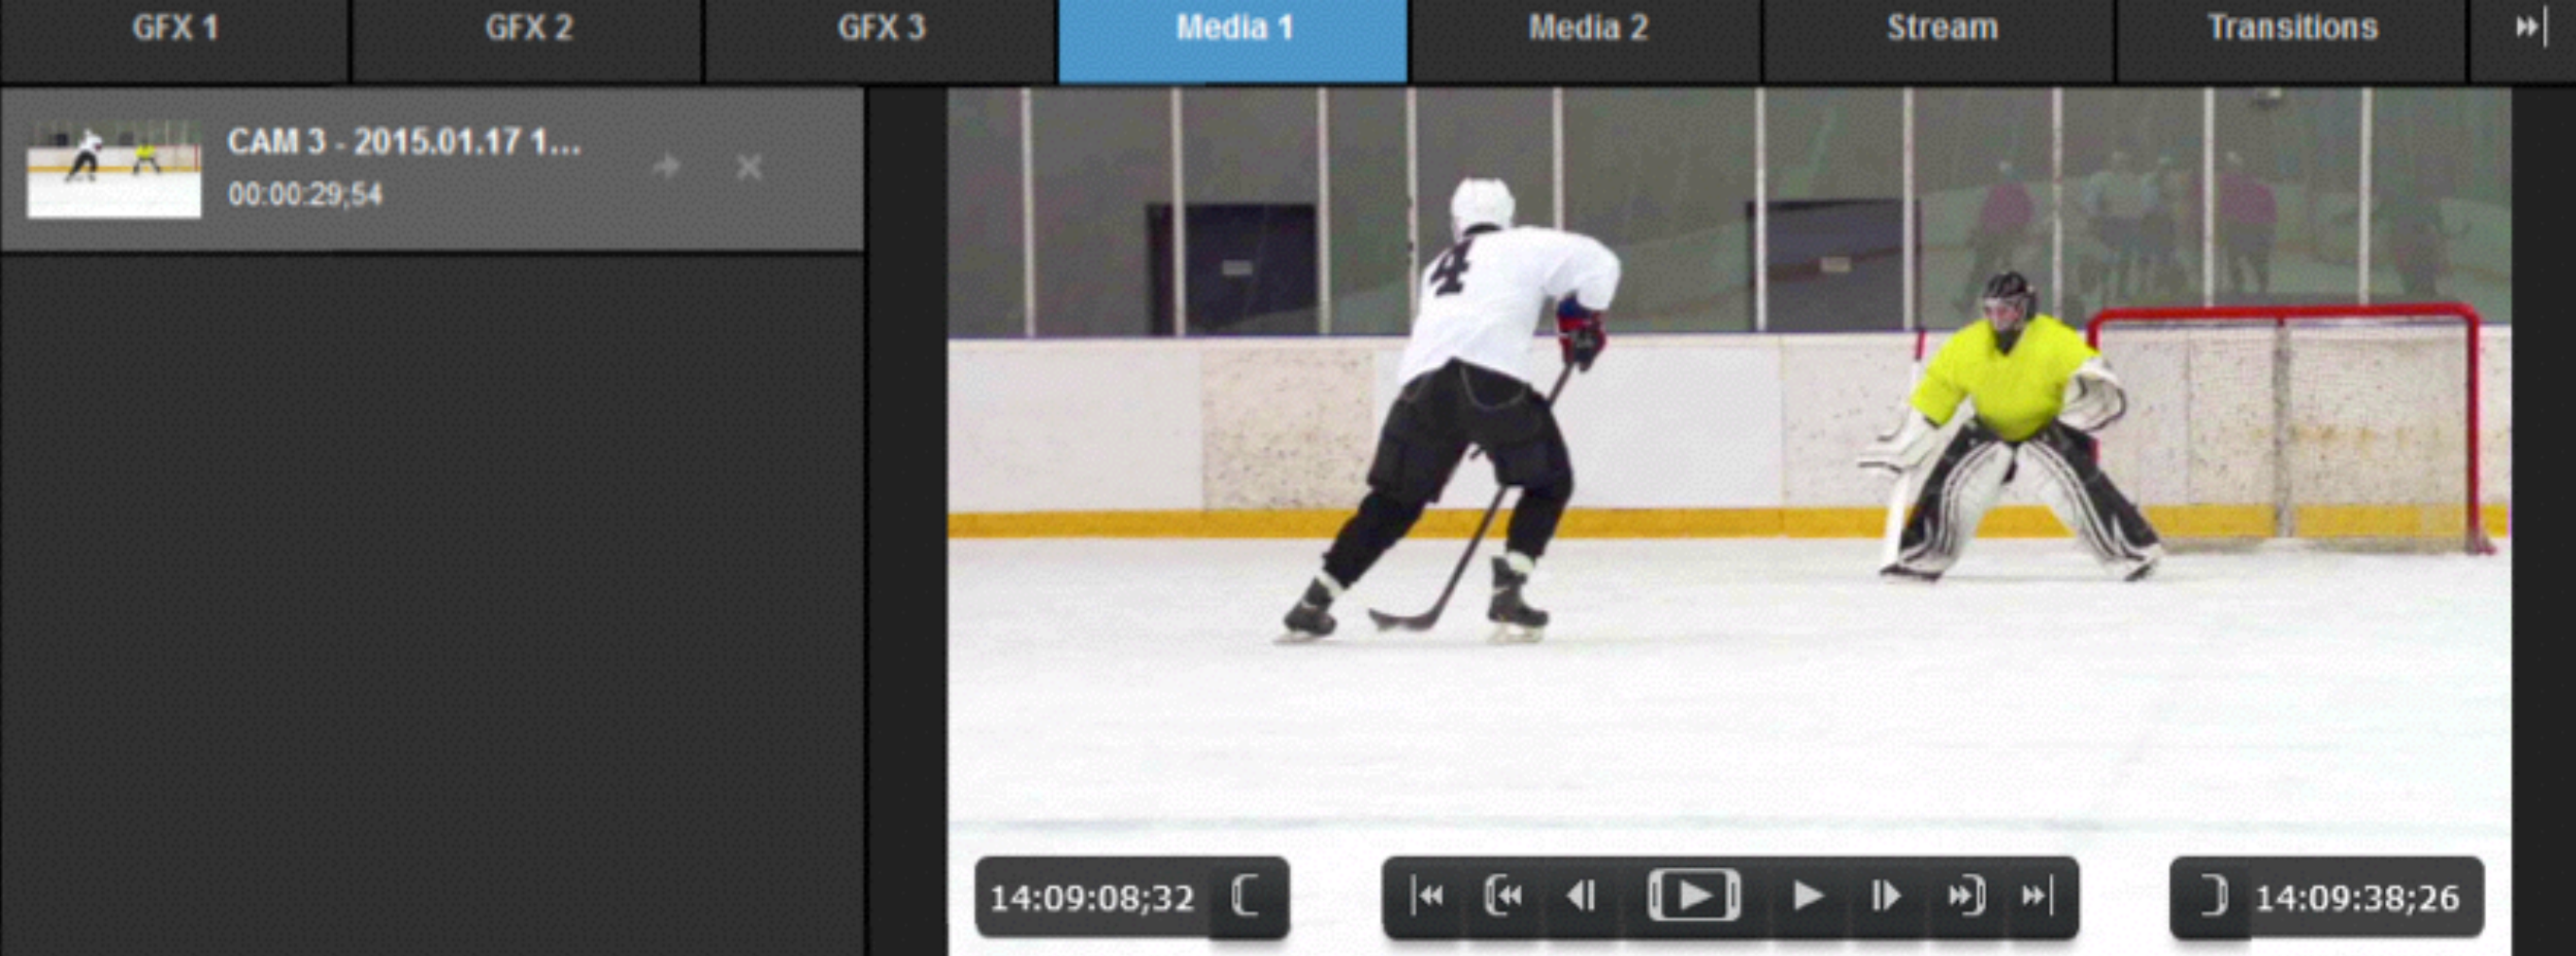 GFX 1
GFX 2
GFX 3
Media 1
Media 2
Stream
Transitions
CAM 3 - 2015.01.17 1...
00:00:29;54
4
14:09:08;32
14:09:38;26